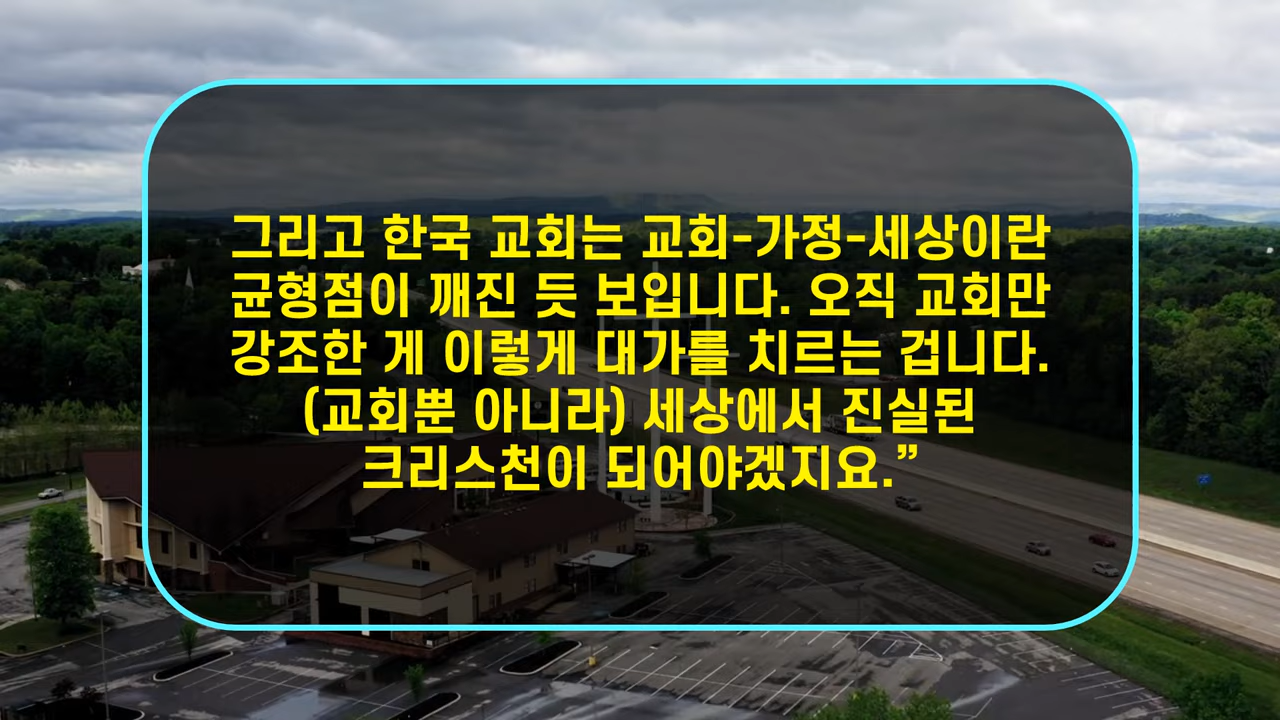 그리고 한국 교회는 교회-가정-세상이란
균형점이 깨진 듯 보입니다. 오직 교회만
강조한 게 이렇게 대가를 치르는 겁니다.
(교회뿐 아니라) 세상에서 진실된
크리스천이 되어야겠지요.”